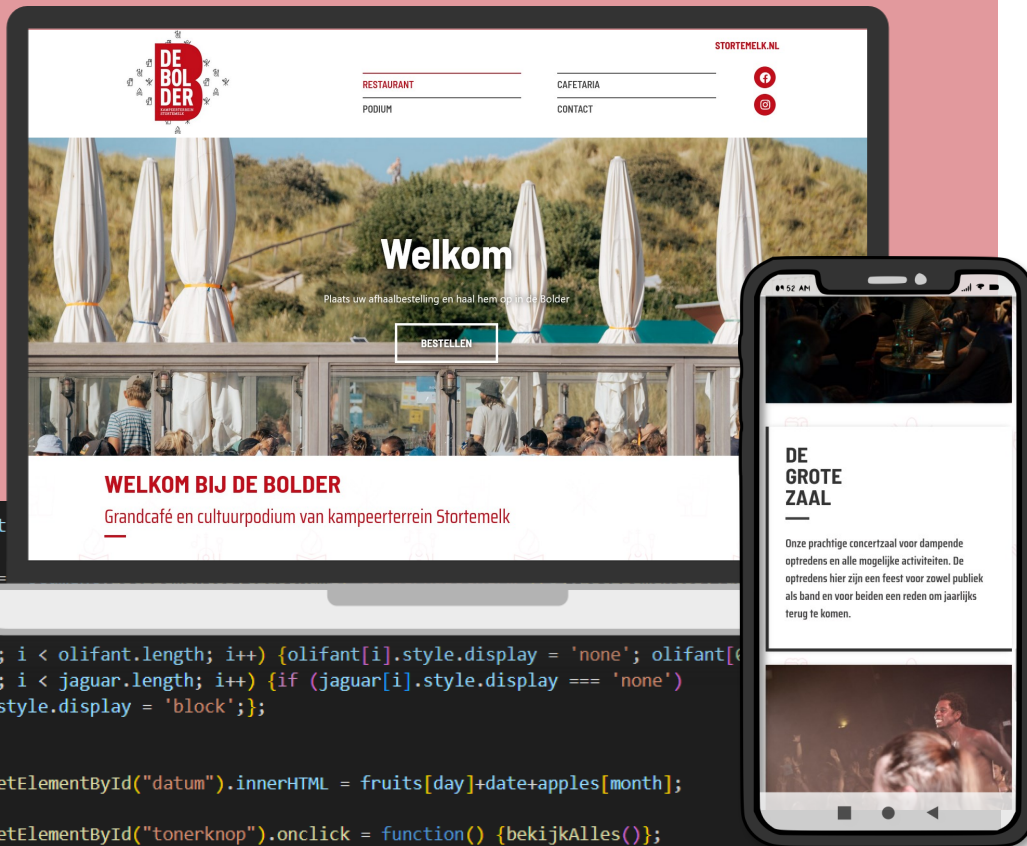 DE
BOL
DER
KAMPEERTERREIN
STORTEMELK
STORTEMELK.NL
RESTAURANT
CAFETARIA
PODIUM
CONTACT
Welkom
Plaats uw afhaalbestelling en haal hem op in de Bolder
BESTELLEN
WELKOM BIJ DE BOLDER
Grandcafé en cultuurpodium van kampeerterrein Stortemelk
52 AM
DE
GROTE
ZAAL
Onze prachtige concertzaal voor dampende
optredens en alle mogelijke activiteiten. De
optredens hier zijn een feest voor zowel publiek
als band en voor beiden een reden om jaarlijks
terug te komen.
t
=
; i < olifant.length; i++) {olifant[i].style.display = 'none'; olifant[
; i < jaguar.length; i++) {if (jaguar[i].style.display === 'none')
style.display = 'block';};
etElementById("datum").innerHTML = fruits[day]+date+apples[month];
etElementById("tonerknop").onclick = function() {bekijkAlles()};